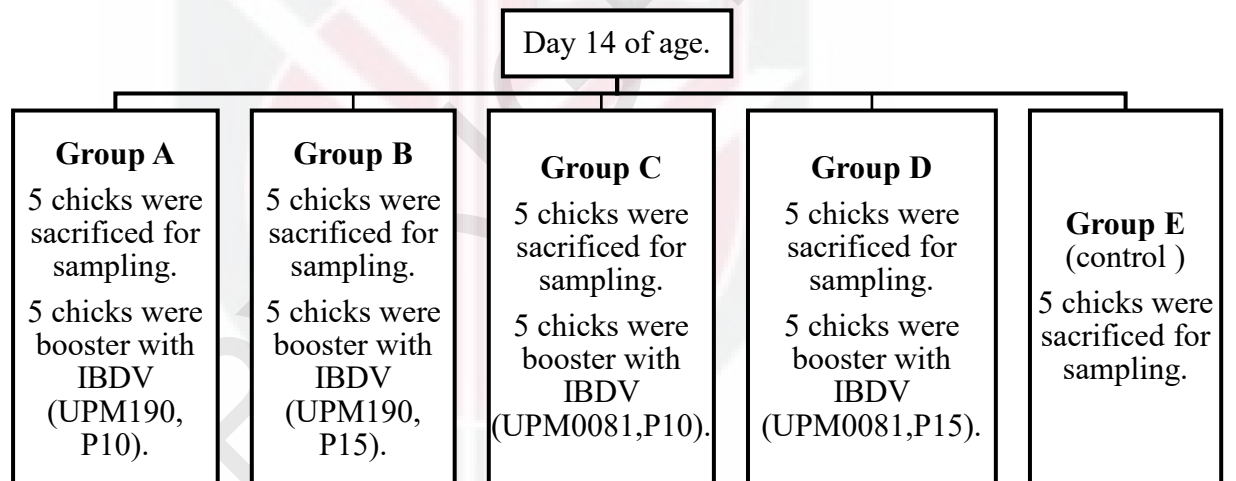 Day 14 of age.
Group A
5 chicks were
sacrificed for
sampling.
5 chicks were
booster with
IBDV
(UPM190,
P10).
Group B
5 chicks were
sacrificed for
sampling.
5 chicks were
booster with
IBDV
(UPM190,
P15).
Group C
5 chicks were
sacrificed for
sampling.
5 chicks were
booster with
IBDV
(UPM0081,P10).
Group D
5 chicks were
sacrificed for
sampling.
5 chicks were
booster with
IBDV
(UPM0081,P15).
Group E
(control )
5 chicks were
sacrificed for
sampling.